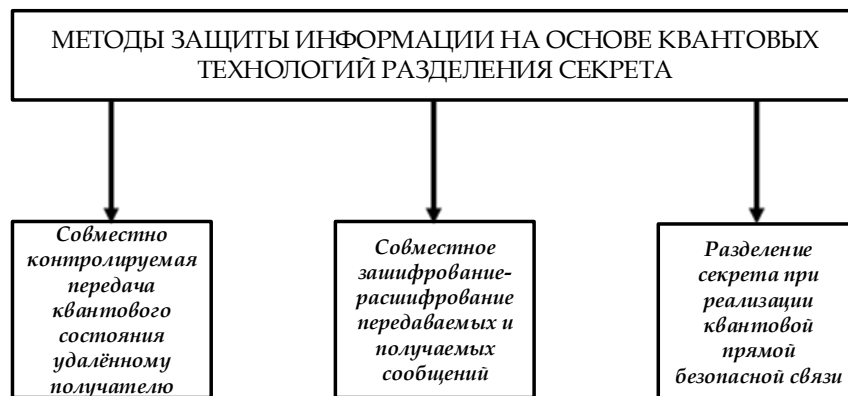 МЕТОДЫ ЗАЩИТЫ ИНФОРМАЦИИ НА ОСНОВЕ КВАНТОВЫХ
ТЕХНОЛОГИЙ РАЗДЕЛЕНИЯ СЕКРЕТА
Совместно
контролируемая
передача
квантового
состояния
удалённому
получателю
Совместное
зашифрование-
расшифрование
передаваемых и
получаемых
сообщений
Разделение
секрета при
реализации
квантовой
прямой
безопасной связи